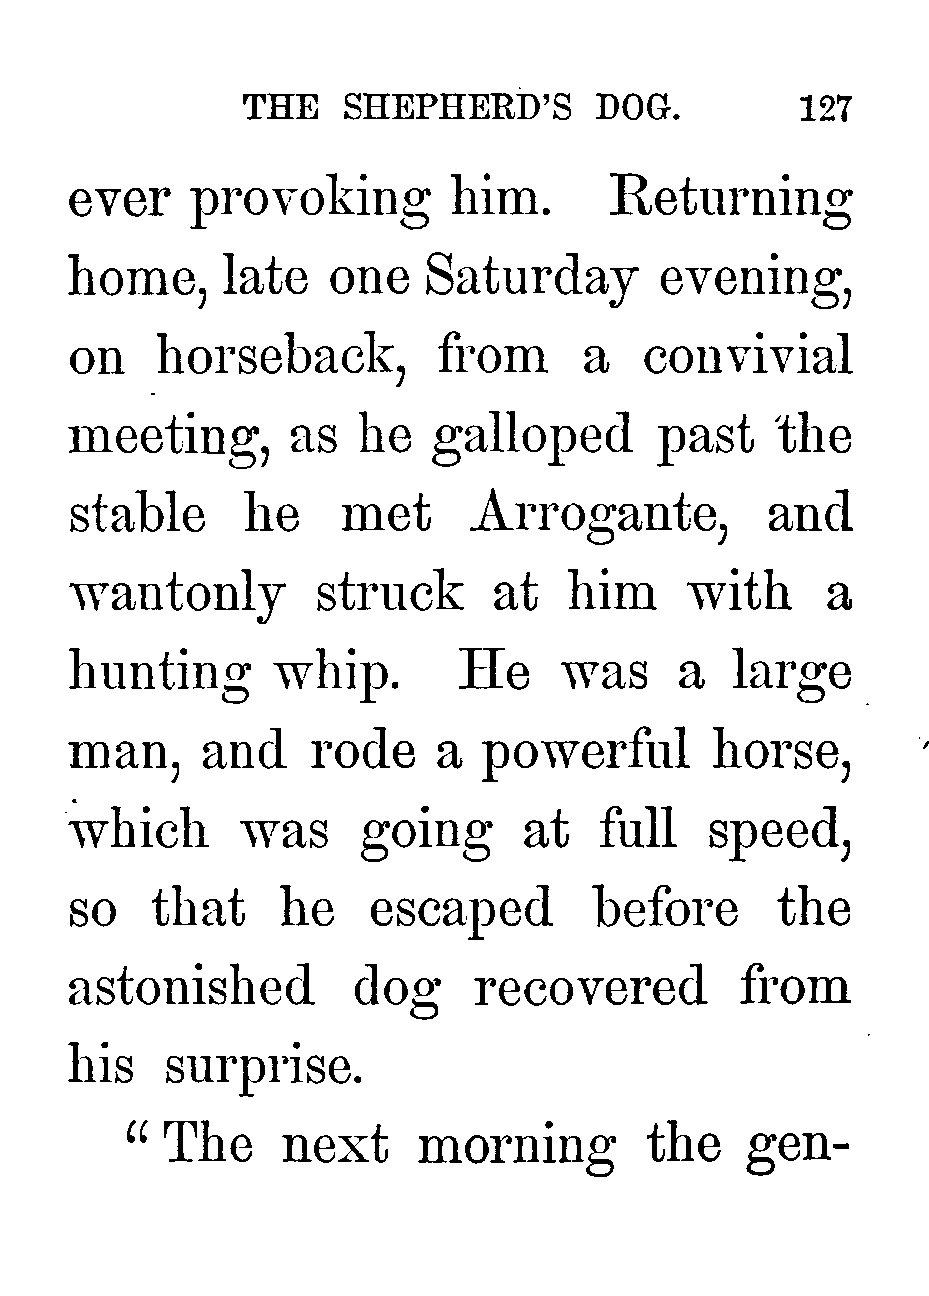 THE SHEPHERD'S DOG. 127
ever provoking him. Returning
home, late one Saturday evening,
on horseback, from a convivial
meeting, as he galloped past the
stable he met Arrogante, and
wantonly struck at him with a
hunting whip. He was a large
man, and rode a powerful horse,
which was going at full speed,
so that he escaped before the
astonished dog recovered from
his surprise.
“ The next morning the gen-